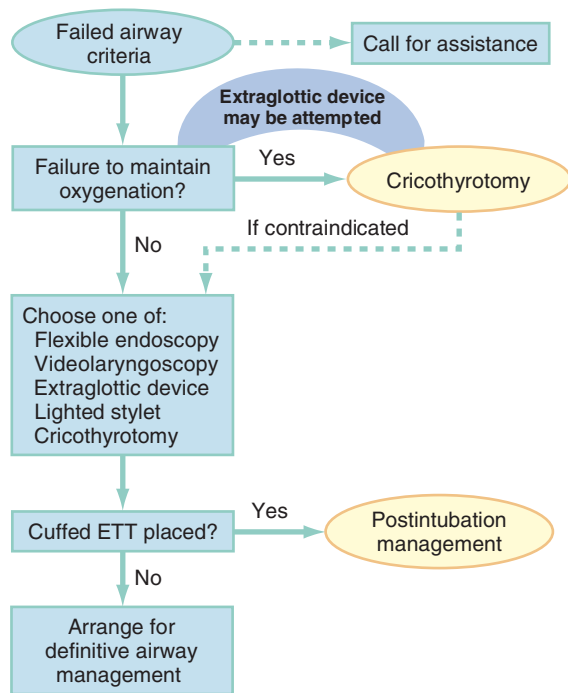 Failed airway
criteria
Call for assistance
Extraglottic device
may be attempted
Failure to maintain
oxygenation?
Yes
Cricothyrotomy
No
If contraindicated
Choose one of:
Flexible endoscopy
Videolaryngoscopy
Extraglottic device
Lighted stylet
Cricothyrotomy
Cuffed ETT placed?
Yes
Postintubation
management
No
Arrange for
definitive airway
management